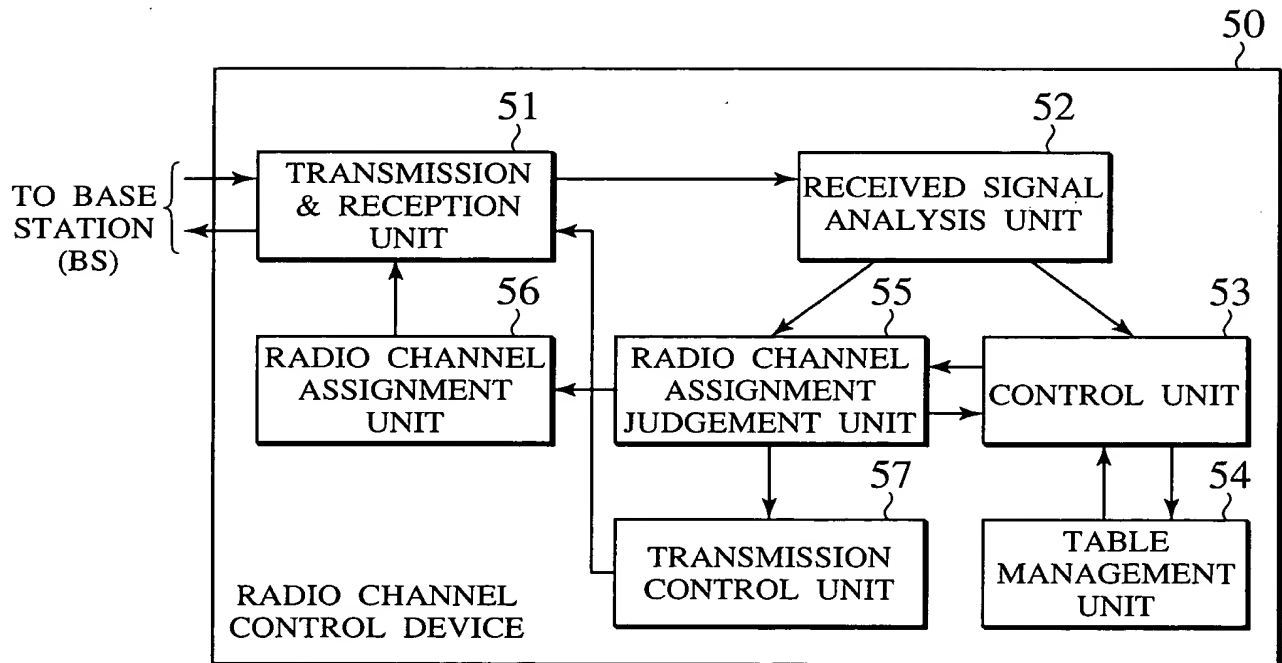 50
51
52
TO BASE
STATION
(BS)
TRANSMISSION
& RECEPTION
UNIT
RECEIVED SIGNAL
ANALYSIS UNIT
56
55
53
RADIO CHANNEL
ASSIGNMENT
UNIT
RADIO CHANNEL
ASSIGNMENT
JUDGEMENT UNIT
CONTROL UNIT
57
54
TRANSMISSION
CONTROL UNIT
TABLE
MANAGEMENT
UNIT
RADIO CHANNEL
CONTROL DEVICE